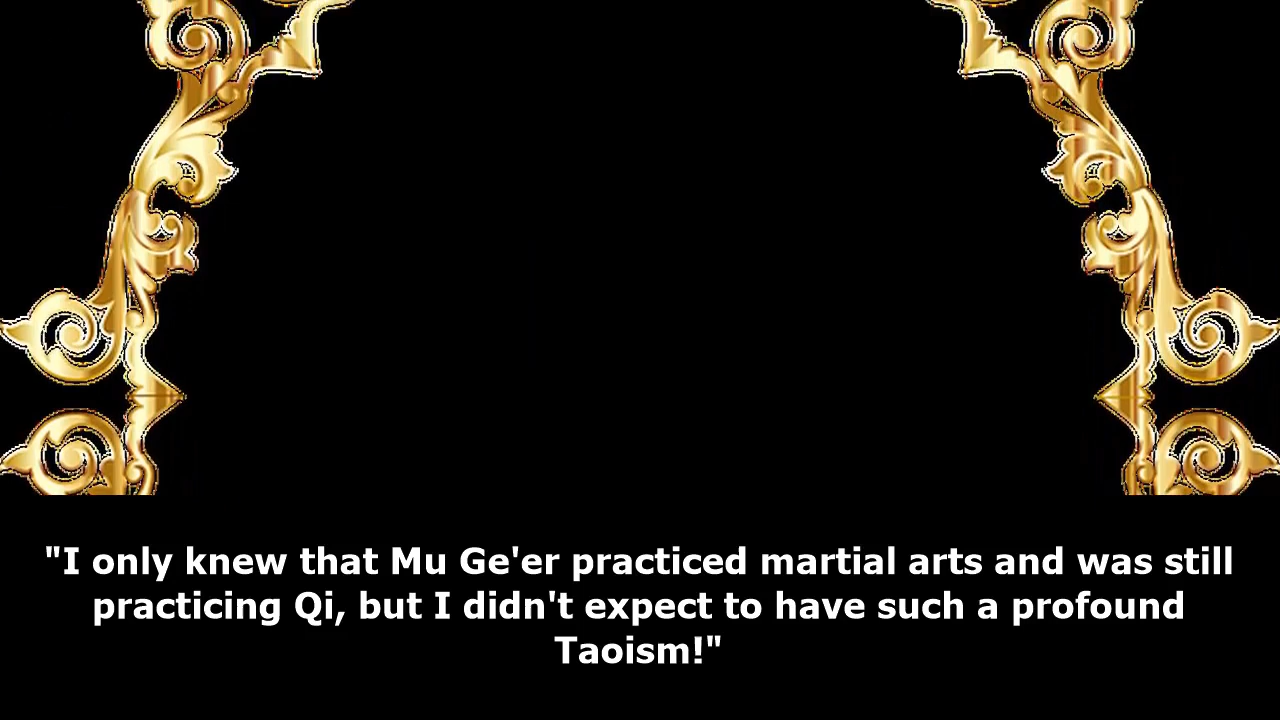 "I only knew that Mu Ge'er practiced martial arts and was still
practicing Qi, but I didn't expect to have such a profound
Taoism!"